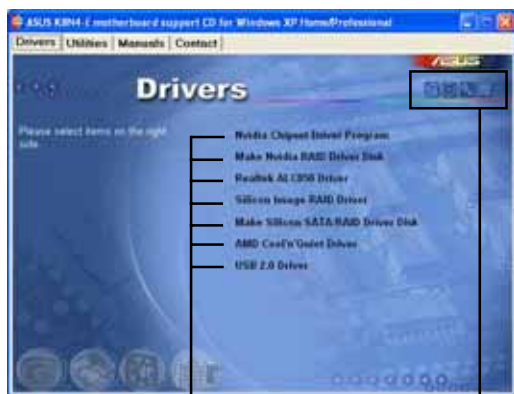 ASUS K8N4-E motherboard support CD for Windows XP Home/Professional
Drivers Utilities Manuals Contact
ASUS
Drivers
Please select items on the right
side
Nvidia Chipset Driver Program
Make Nvidia RAID Driver Disk
Realtek ALC850 Driver
Silicon Image RAID Driver
Make Silicon SATA RAID Driver Disk
AMD Cool'n'Quiet Driver
USB 2.0 Driver